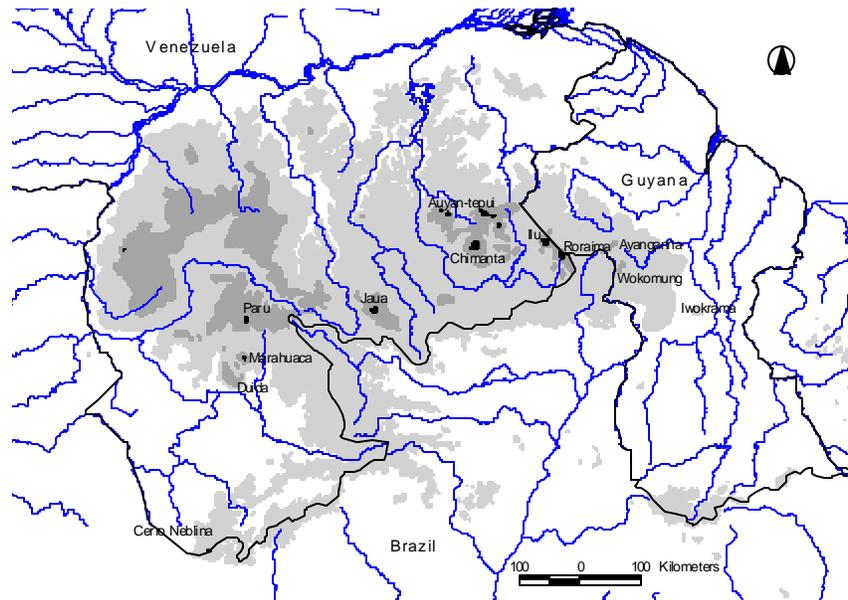 Venezuela
Guyana
Auyan-tepui
Ilu
Roraima
Ayanganna
Chimanta
Wokomung
Jaua
Paru
Iwokrama
Marahuaca
Duida
Cerro Neblina
Brazil
100 0 100 Kilometers